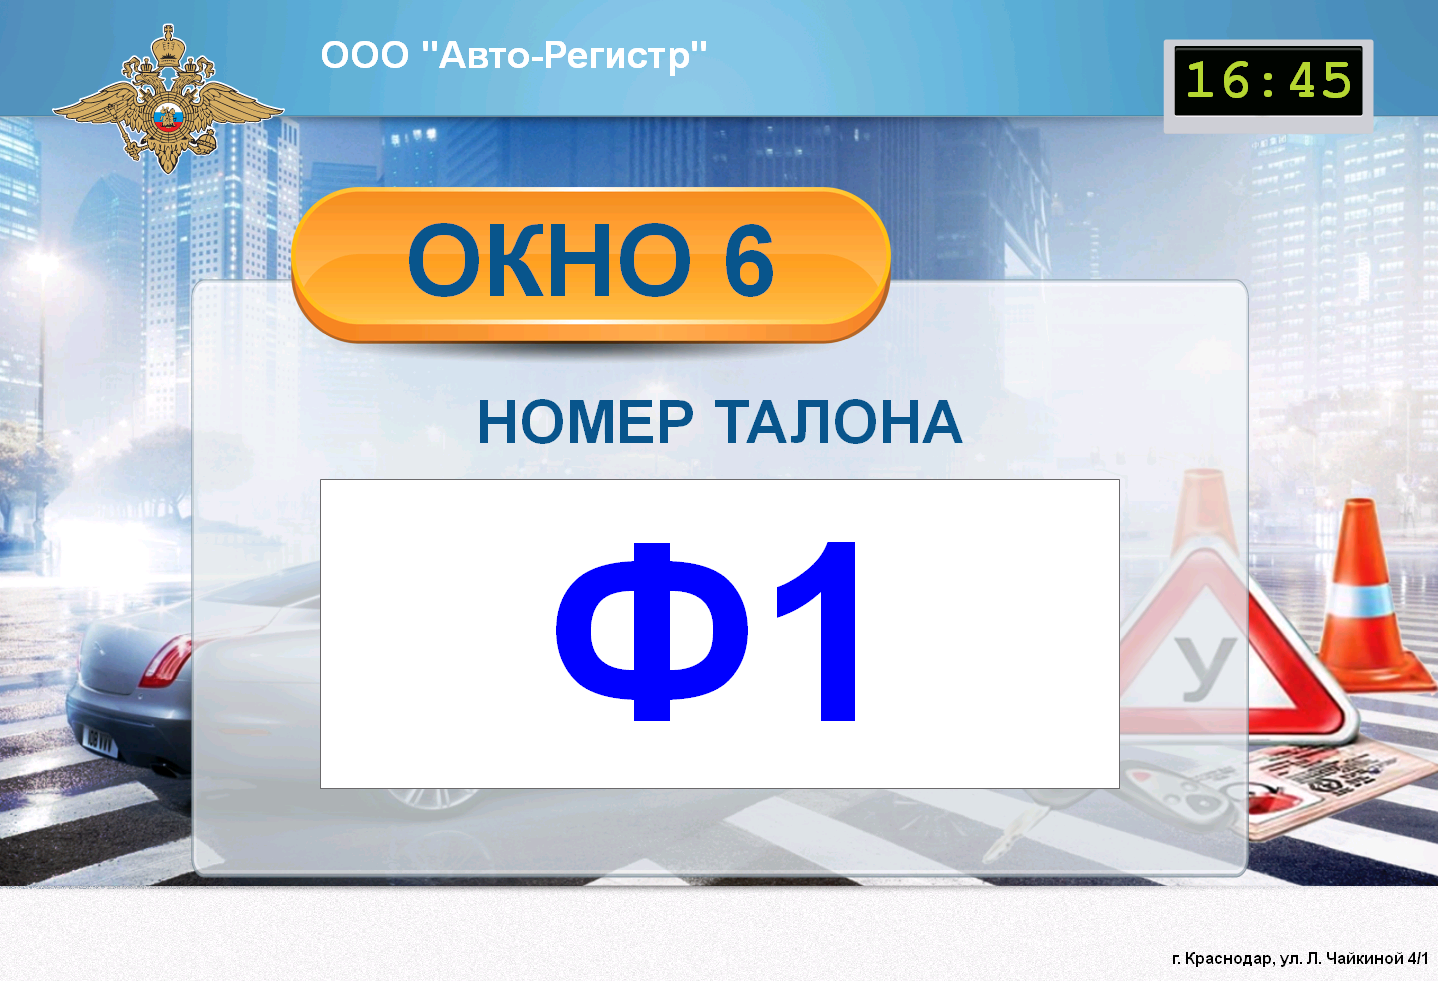 ООО "Авто-Регистр"
16:45
ОКНО 6
НОМЕР ТАЛОНА
Ф1
У
г. Краснодар, ул. Л. Чайкиной 4/1